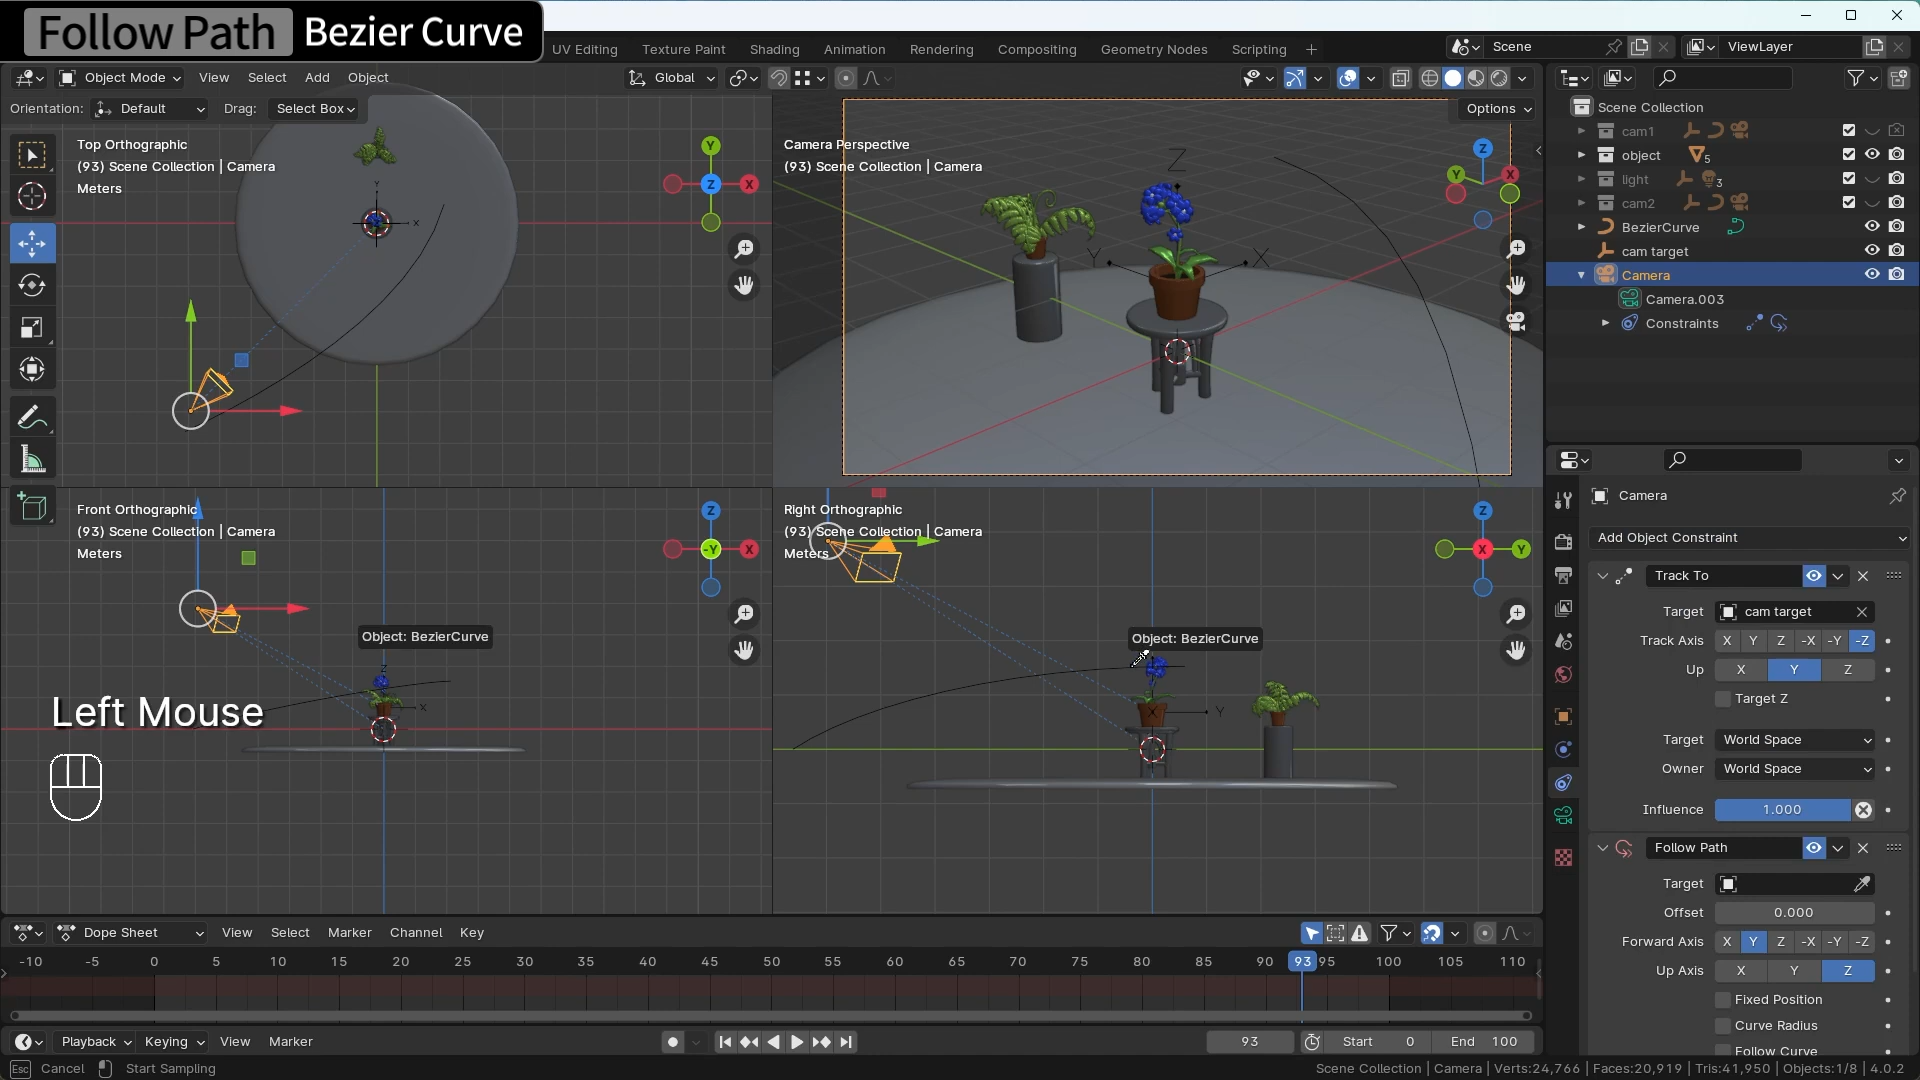 Follow Path Bezier Curve
UV Editing Texture Paint Shading Animation Rendering Compositing Geometry Nodes Scripting
Scene
ViewLayer
Object Mode View Select Add Object
Global
Orientation: Default Drag: Select Box
Options
Top Orthographic
(93) Scene Collection | Camera
Meters
Y
Z
X
Y
X
Camera Perspective
(93) Scene Collection | Camera
Z
Y
X
Z
Y
X
Front Orthographic
(93) Scene Collection | Camera
Meters
Z
-Y
X
Object: BezierCurve
Z
X
Left Mouse
Right Orthographic
(93) Scene Collection | Camera
Meters
Z
X
Y
Object: BezierCurve
X
Y
Scene Collection
cam1
object 5
light 3
cam2
BezierCurve
cam target
Camera
Camera.003
Constraints
Camera
Add Object Constraint
Track To
Target cam target
Track Axis X Y Z -X -Y -Z
Up X Y Z
Target Z
Target World Space
Owner World Space
Influence 1.000
Follow Path
Target
Offset 0.000
Forward Axis X Y Z -X -Y -Z
Up Axis X Y Z
Fixed Position
Curve Radius
Follow Curve
Dope Sheet View Select Marker Channel Key
-10 -5 0 5 10 15 20 25 30 35 40 45 50 55 60 65 70 75 80 85 90 93 95 100 105 110
Playback Keying View Marker
93 Start 0 End 100
Esc Cancel Start Sampling
Scene Collection | Camera | Verts:24,766 | Faces:20,919 | Tris:41,950 | Objects:1/8 | 4.0.2